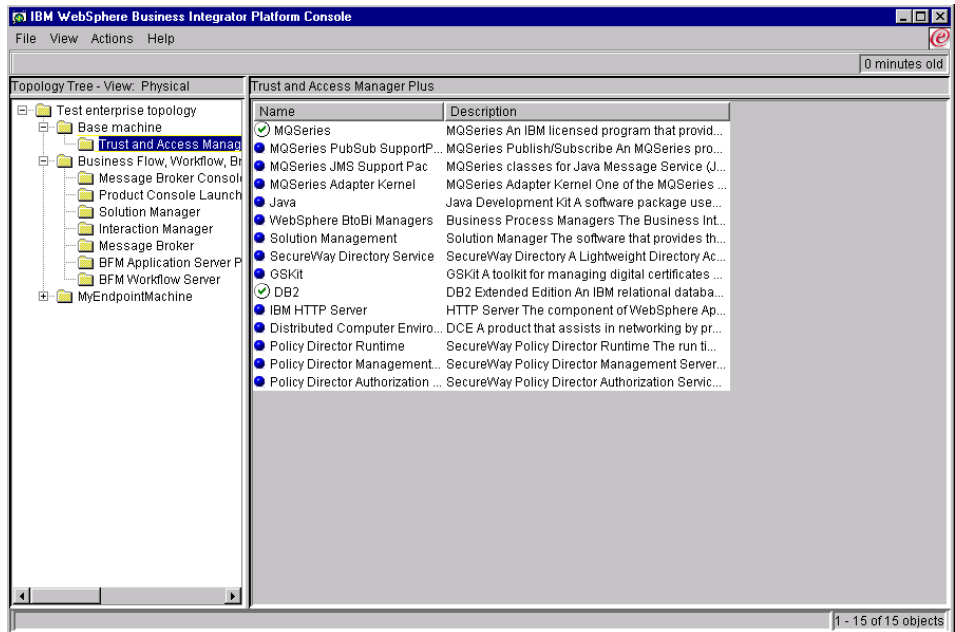 IBM WebSphere Business Integrator Platform Console
File View Actions Help
0 minutes old
Topology Tree - View: Physical
Test enterprise topology
Base machine
Trust and Access Manag
Business Flow, Workflow, Br
Message Broker Consol
Product Console Launch
Solution Manager
Interaction Manager
Message Broker
BFM Application Server P
BFM Workflow Server
MyEndpointMachine
Trust and Access Manager Plus
Name Description
MQSeries MQSeries An IBM licensed program that provid...
MQSeries PubSub SupportP... MQSeries Publish/Subscribe An MQSeries pro...
MQSeries JMS Support Pac MQSeries classes for Java Message Service (J...
MQSeries Adapter Kernel MQSeries Adapter Kernel One of the MQSeries ...
Java Java Development Kit A software package use...
WebSphere BtoBi Managers Business Process Managers The Business Int...
Solution Management Solution Manager The software that provides th...
SecureWay Directory Service SecureWay Directory A Lightweight Directory Ac...
GSKit GSKit A toolkit for managing digital certificates ...
DB2 DB2 Extended Edition An IBM relational databa...
IBM HTTP Server HTTP Server The component of WebSphere Ap...
Distributed Computer Enviro... DCE A product that assists in networking by pr...
Policy Director Runtime SecureWay Policy Director Runtime The run ti...
Policy Director Management... SecureWay Policy Director Management Server...
Policy Director Authorization ... SecureWay Policy Director Authorization Servic...
1 - 15 of 15 objects